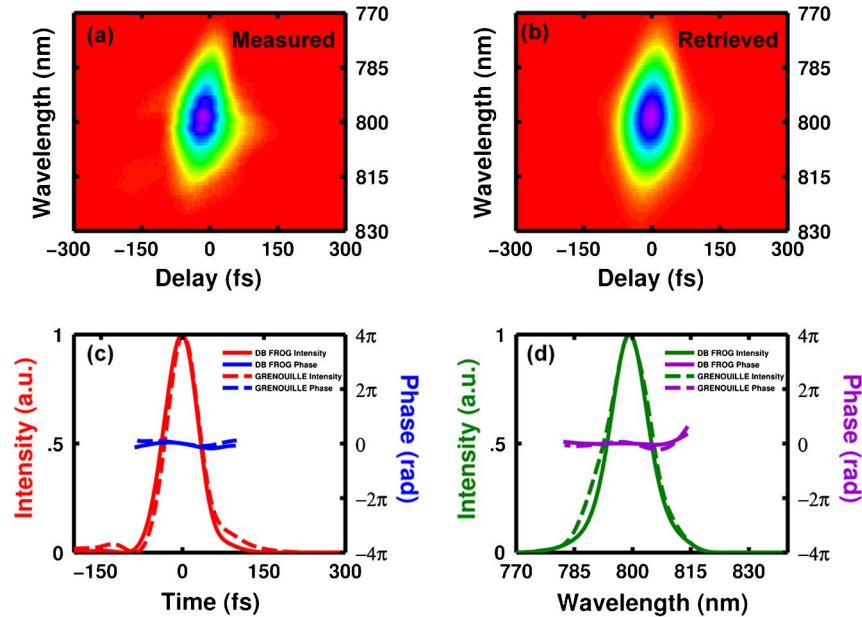 (a) Measured
770
785
800
815
830
Wavelength (nm)
−300 −150 0 150 300
Delay (fs)
(b) Retrieved
770
785
800
815
830
Wavelength (nm)
−300 −150 0 150 300
Delay (fs)
(c)
DB FROG Intensity
DB FROG Phase
GRENOUILLE Intensity
GRENOUILLE Phase
1
.5
0
Intensity (a.u.)
4π
2π
0
−2π
−4π
Phase (rad)
−150 0 150 300
Time (fs)
(d)
DB FROG Intensity
DB FROG Phase
GRENOUILLE Intensity
GRENOUILLE Phase
1
.5
0
Intensity (a.u.)
4π
2π
0
−2π
−4π
Phase (rad)
770 785 800 815 830
Wavelength (nm)